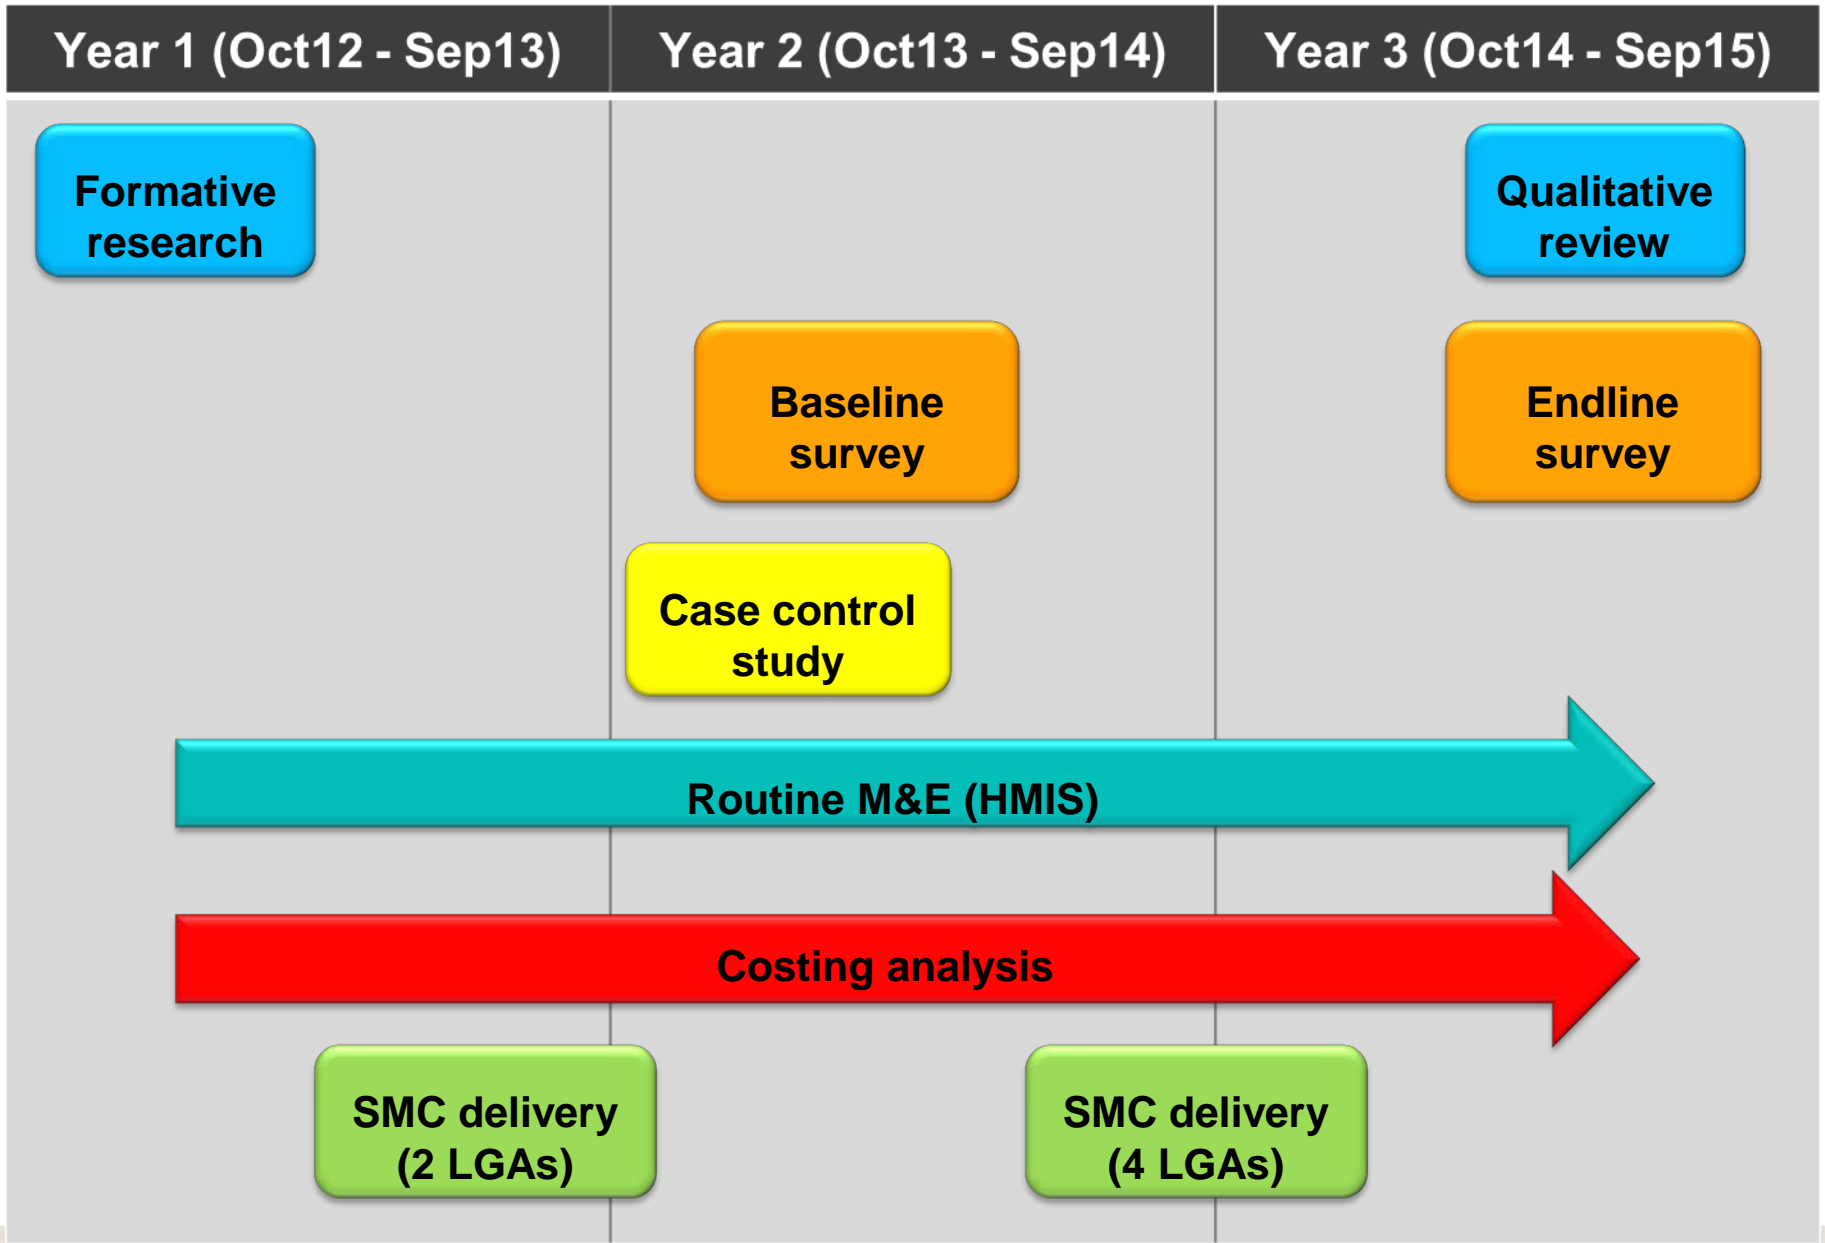 Year 1 (Oct12 - Sep13)
Year 2 (Oct13 - Sep14)
Year 3 (Oct14 - Sep15)
Formative
research
Qualitative
review
Baseline
survey
Endline
survey
Case control
study
Routine M&E (HMIS)
Costing analysis
SMC delivery
(2 LGAs)
SMC delivery
(4 LGAs)